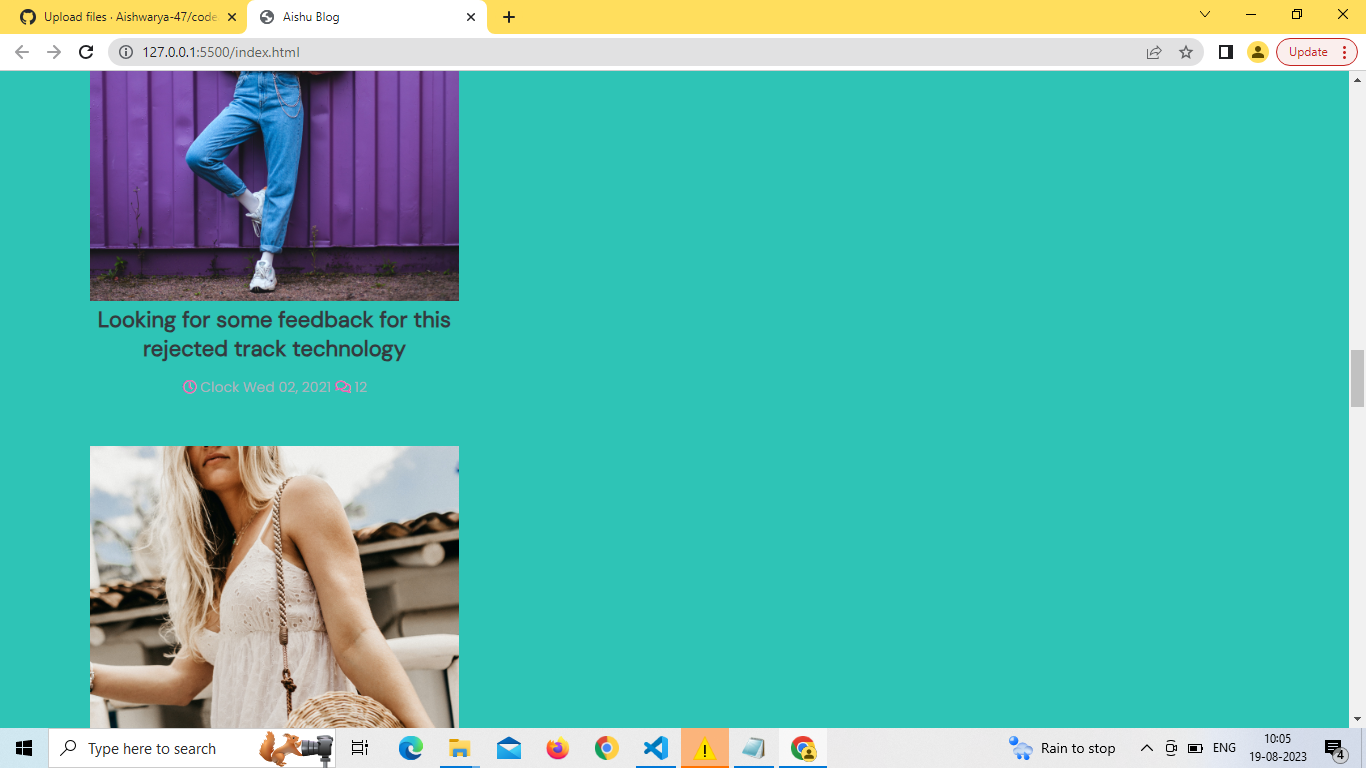 Upload files · Aishwarya-47/code
Aishu Blog
127.0.0.1:5500/index.html
Update
Looking for some feedback for this
rejected track technology
Clock Wed 02, 2021 12
Type here to search
Rain to stop
ENG
10:05
19-08-2023
4